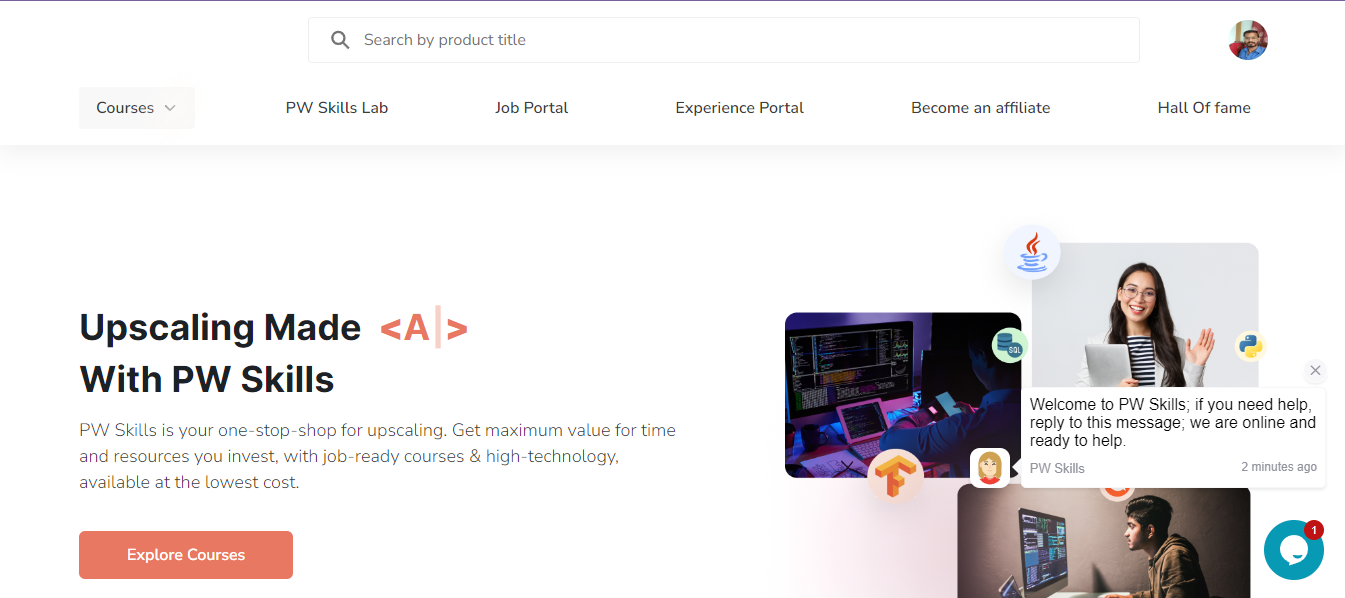 Search by product title
Courses
PW Skills Lab
Job Portal
Experience Portal
Become an affiliate
Hall Of fame
Upscaling Made <A|>
With PW Skills
PW Skills is your one-stop-shop for upscaling. Get maximum value for time
and resources you invest, with job-ready courses & high-technology,
available at the lowest cost.
Explore Courses
SQL
Welcome to PW Skills; if you need help,
reply to this message; we are online and
ready to help.
PW Skills
2 minutes ago
1